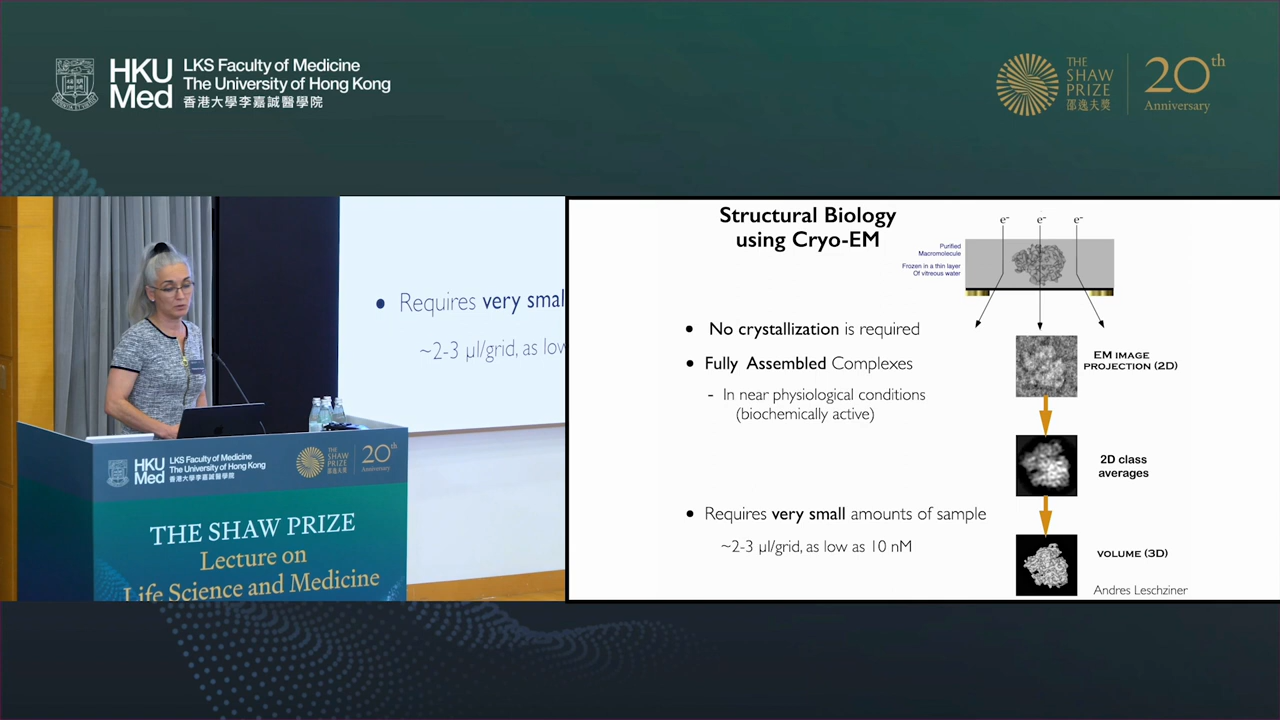 HKU
Med
LKS Faculty of Medicine
The University of Hong Kong
香港大學李嘉誠醫學院
THE
SHAW
PRIZE
邵逸夫獎
20th
Anniversary
• Requires very smal
~2-3 µl/grid, as low
HKU
Med
LKS Faculty of Medicine
The University of Hong Kong
香港大學李嘉誠醫學院
THE
SHAW
PRIZE
邵逸夫獎
20th
Anniversary
THE SHAW PRIZE
Lecture on
Life Science and Medicine
Structural Biology
using Cryo-EM
e- e- e-
Purified
Macromolecule
Frozen in a thin layer
Of vitreous water
• No crystallization is required
• Fully Assembled Complexes
- In near physiological conditions
(biochemically active)
• Requires very small amounts of sample
~2-3 µl/grid, as low as 10 nM
EM IMAGE
PROJECTION (2D)
2D class
averages
VOLUME (3D)
Andres Leschziner